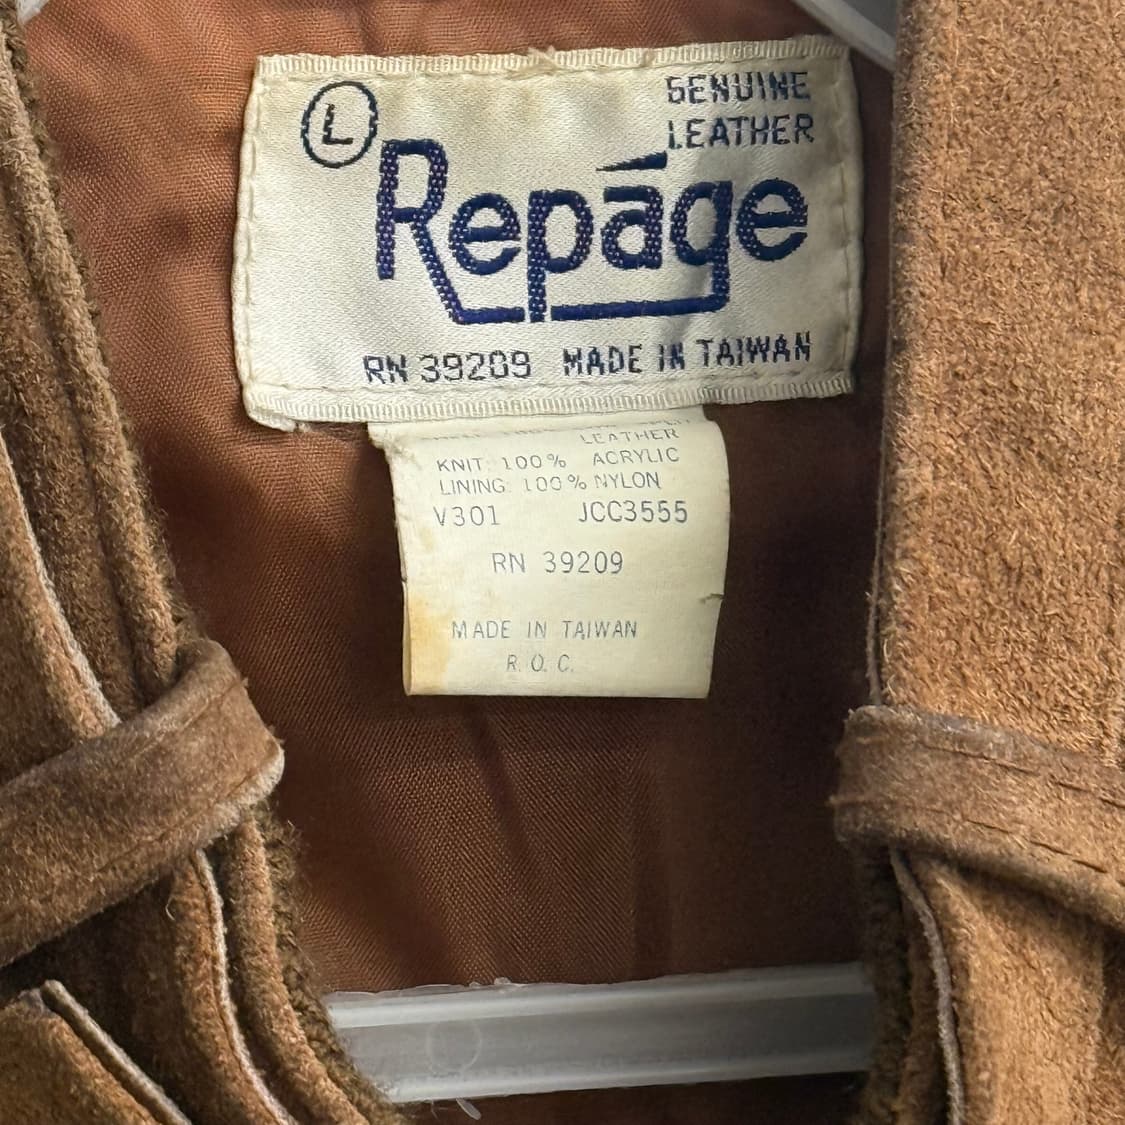 L
GENUINE
LEATHER
Repāge
RN 39209 MADE IN TAIWAN
LEATHER
KNIT: 100% ACRYLIC
LINING: 100% NYLON
V301 JCC3555
RN 39209
MADE IN TAIWAN
R.O.C.